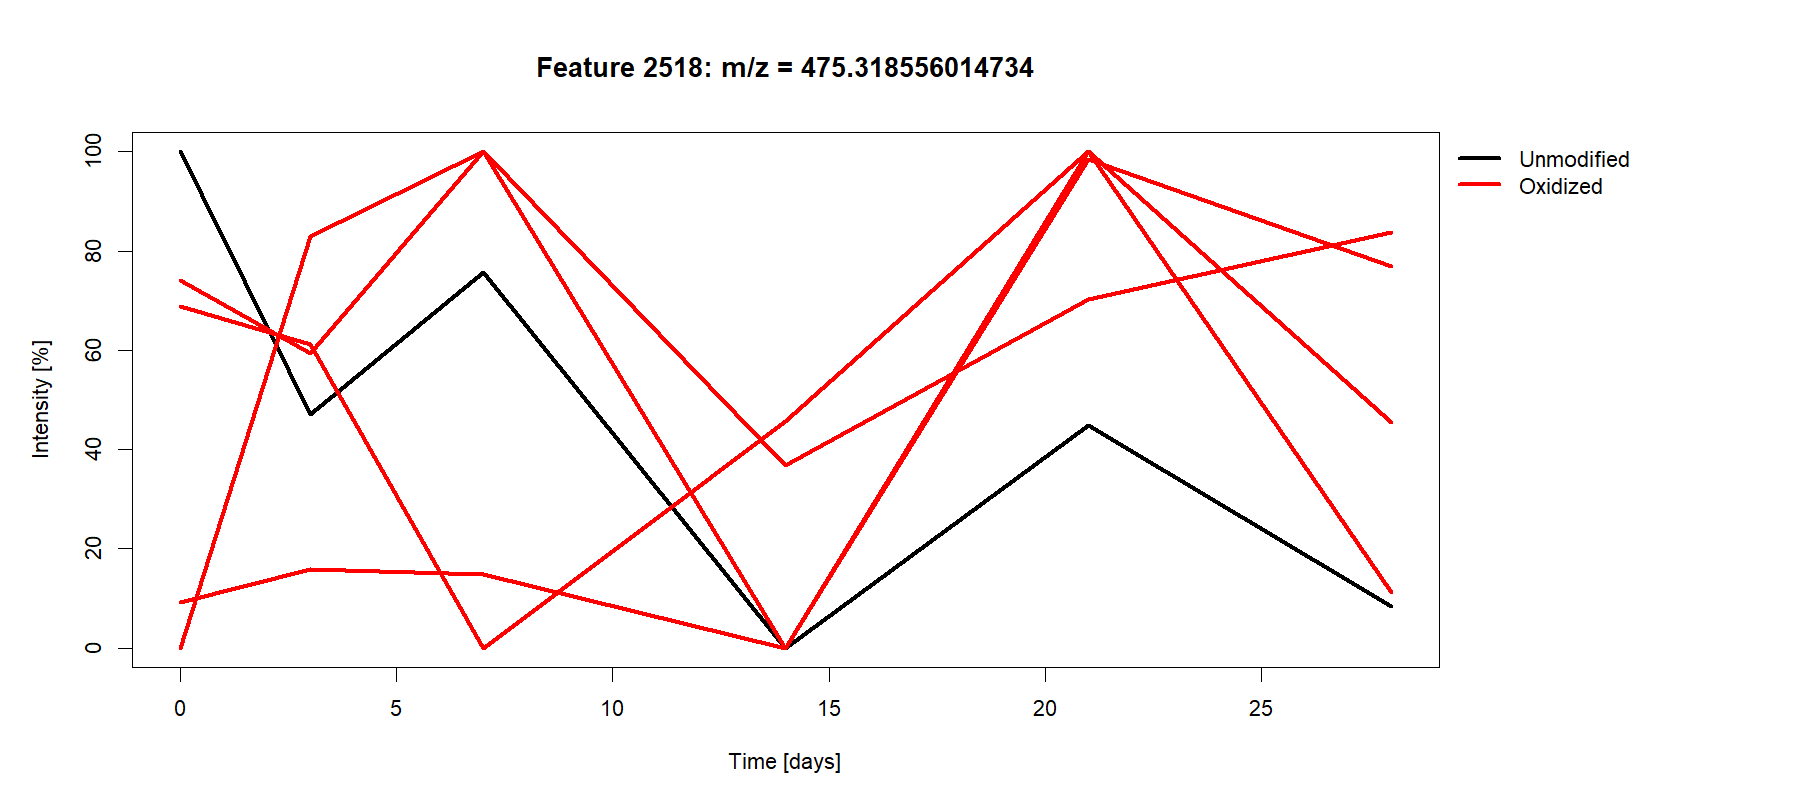 Feature 2518: m/z = 475.318556014734
Unmodified
Oxidized
Intensity [%]
100
80
60
40
20
0
0 5 10 15 20 25
Time [days]